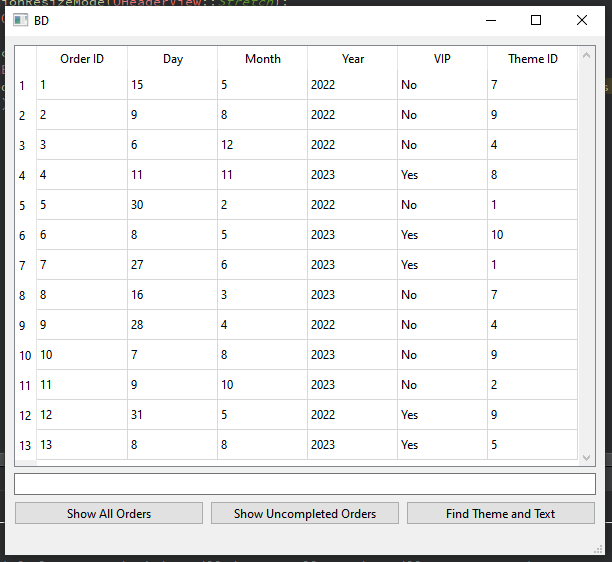 ionResizeMode(QHeaderView::Stretch);
BD
Order ID Day Month Year VIP Theme ID
1 1 15 5 2022 No 7
2 2 9 8 2022 No 9
3 3 6 12 2022 No 4
4 4 11 11 2023 Yes 8
5 5 30 2 2022 No 1
6 6 8 5 2023 Yes 10
7 7 27 6 2023 Yes 1
8 8 16 3 2023 No 7
9 9 28 4 2022 No 4
10 10 7 8 2023 No 9
11 11 9 10 2023 No 2
12 12 31 5 2022 Yes 9
13 13 8 8 2023 Yes 5
Show All Orders Show Uncompleted Orders Find Theme and Text